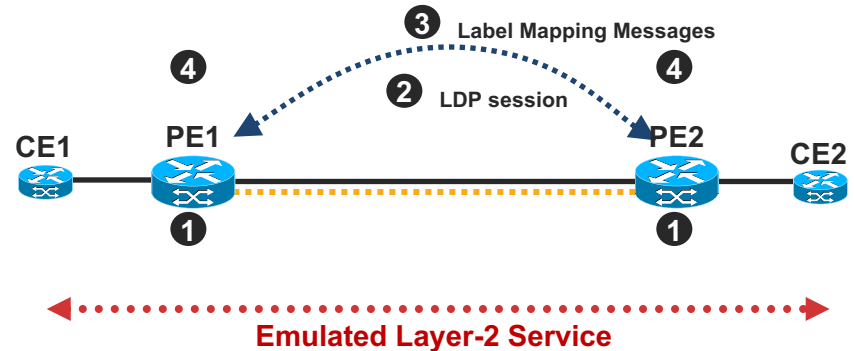 3 Label Mapping Messages
4
4
2 LDP session
CE1
PE1
PE2
CE2
1
1
Emulated Layer-2 Service